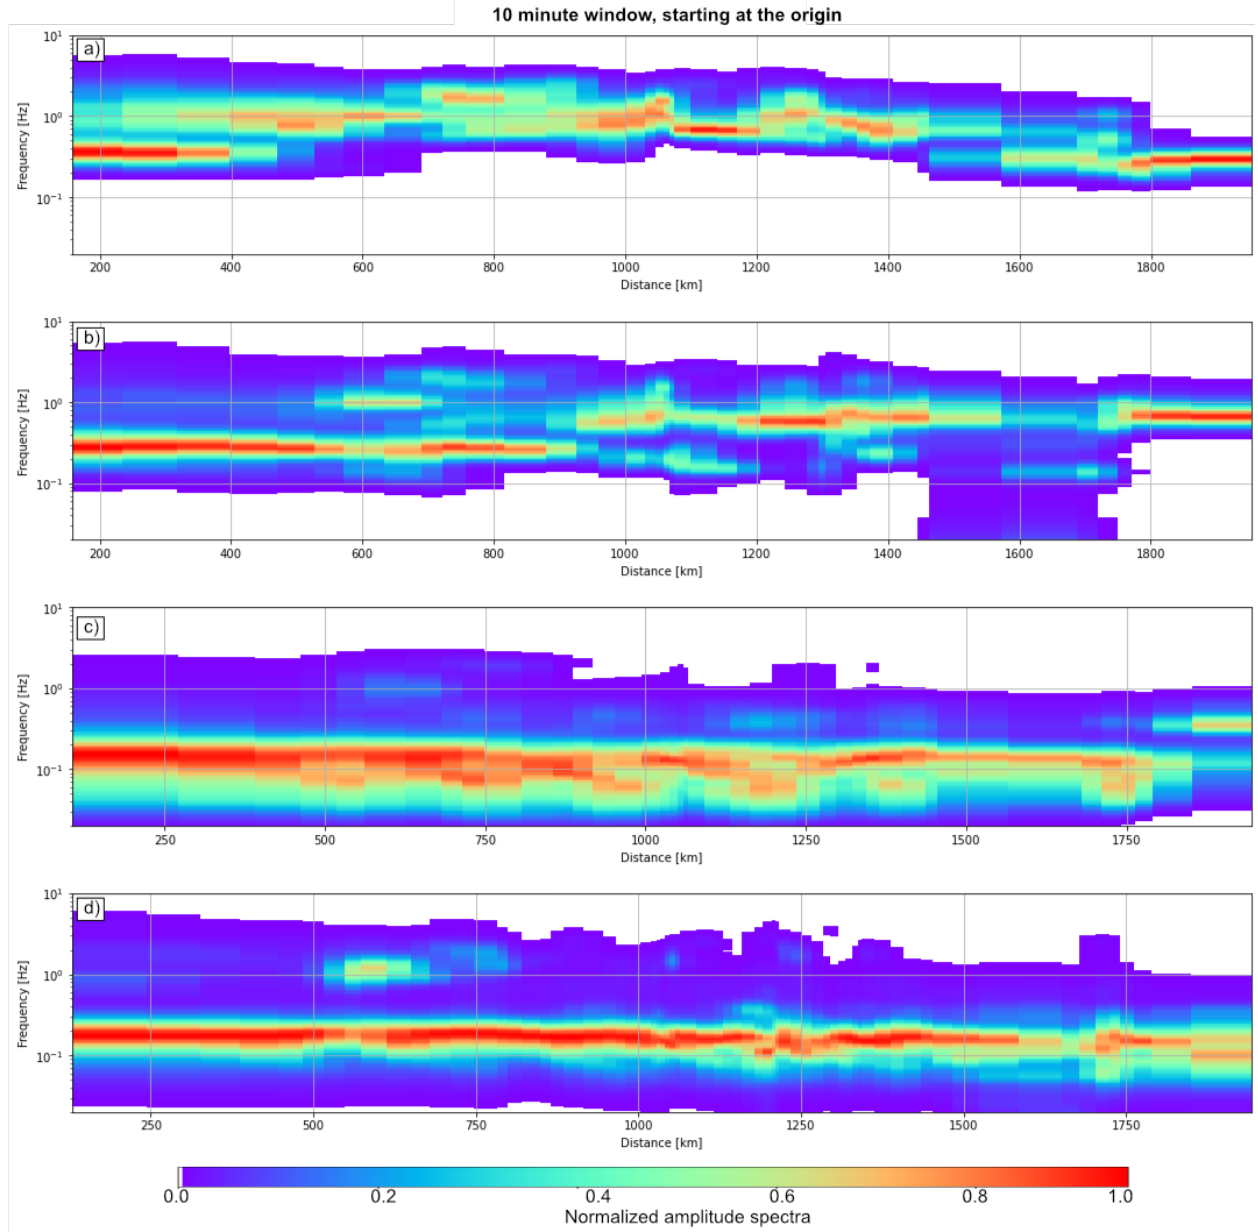 10 minute window, starting at the origin
a)
10¹
10⁰
10⁻¹
Frequency [Hz]
200 400 600 800 1000 1200 1400 1600 1800
Distance [km]
b)
10¹
10⁰
10⁻¹
Frequency [Hz]
200 400 600 800 1000 1200 1400 1600 1800
Distance [km]
c)
10¹
10⁰
10⁻¹
Frequency [Hz]
250 500 750 1000 1250 1500 1750
Distance [km]
d)
10¹
10⁰
10⁻¹
Frequency [Hz]
250 500 750 1000 1250 1500 1750
Distance [km]
0.0 0.2 0.4 0.6 0.8 1.0
Normalized amplitude spectra